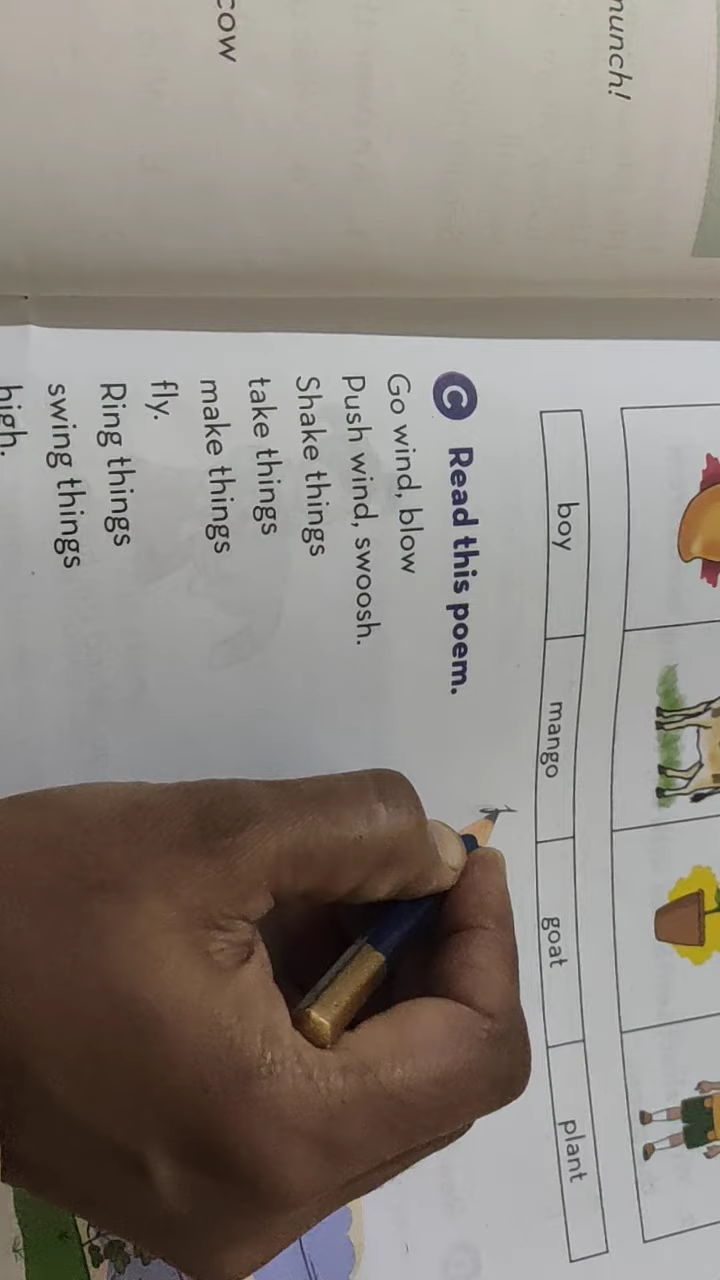 munch!
cow
boy mango goat plant
C Read this poem.
Go wind, blow
Push wind, swoosh.
Shake things
take things
make things
fly.
Ring things
swing things
high.